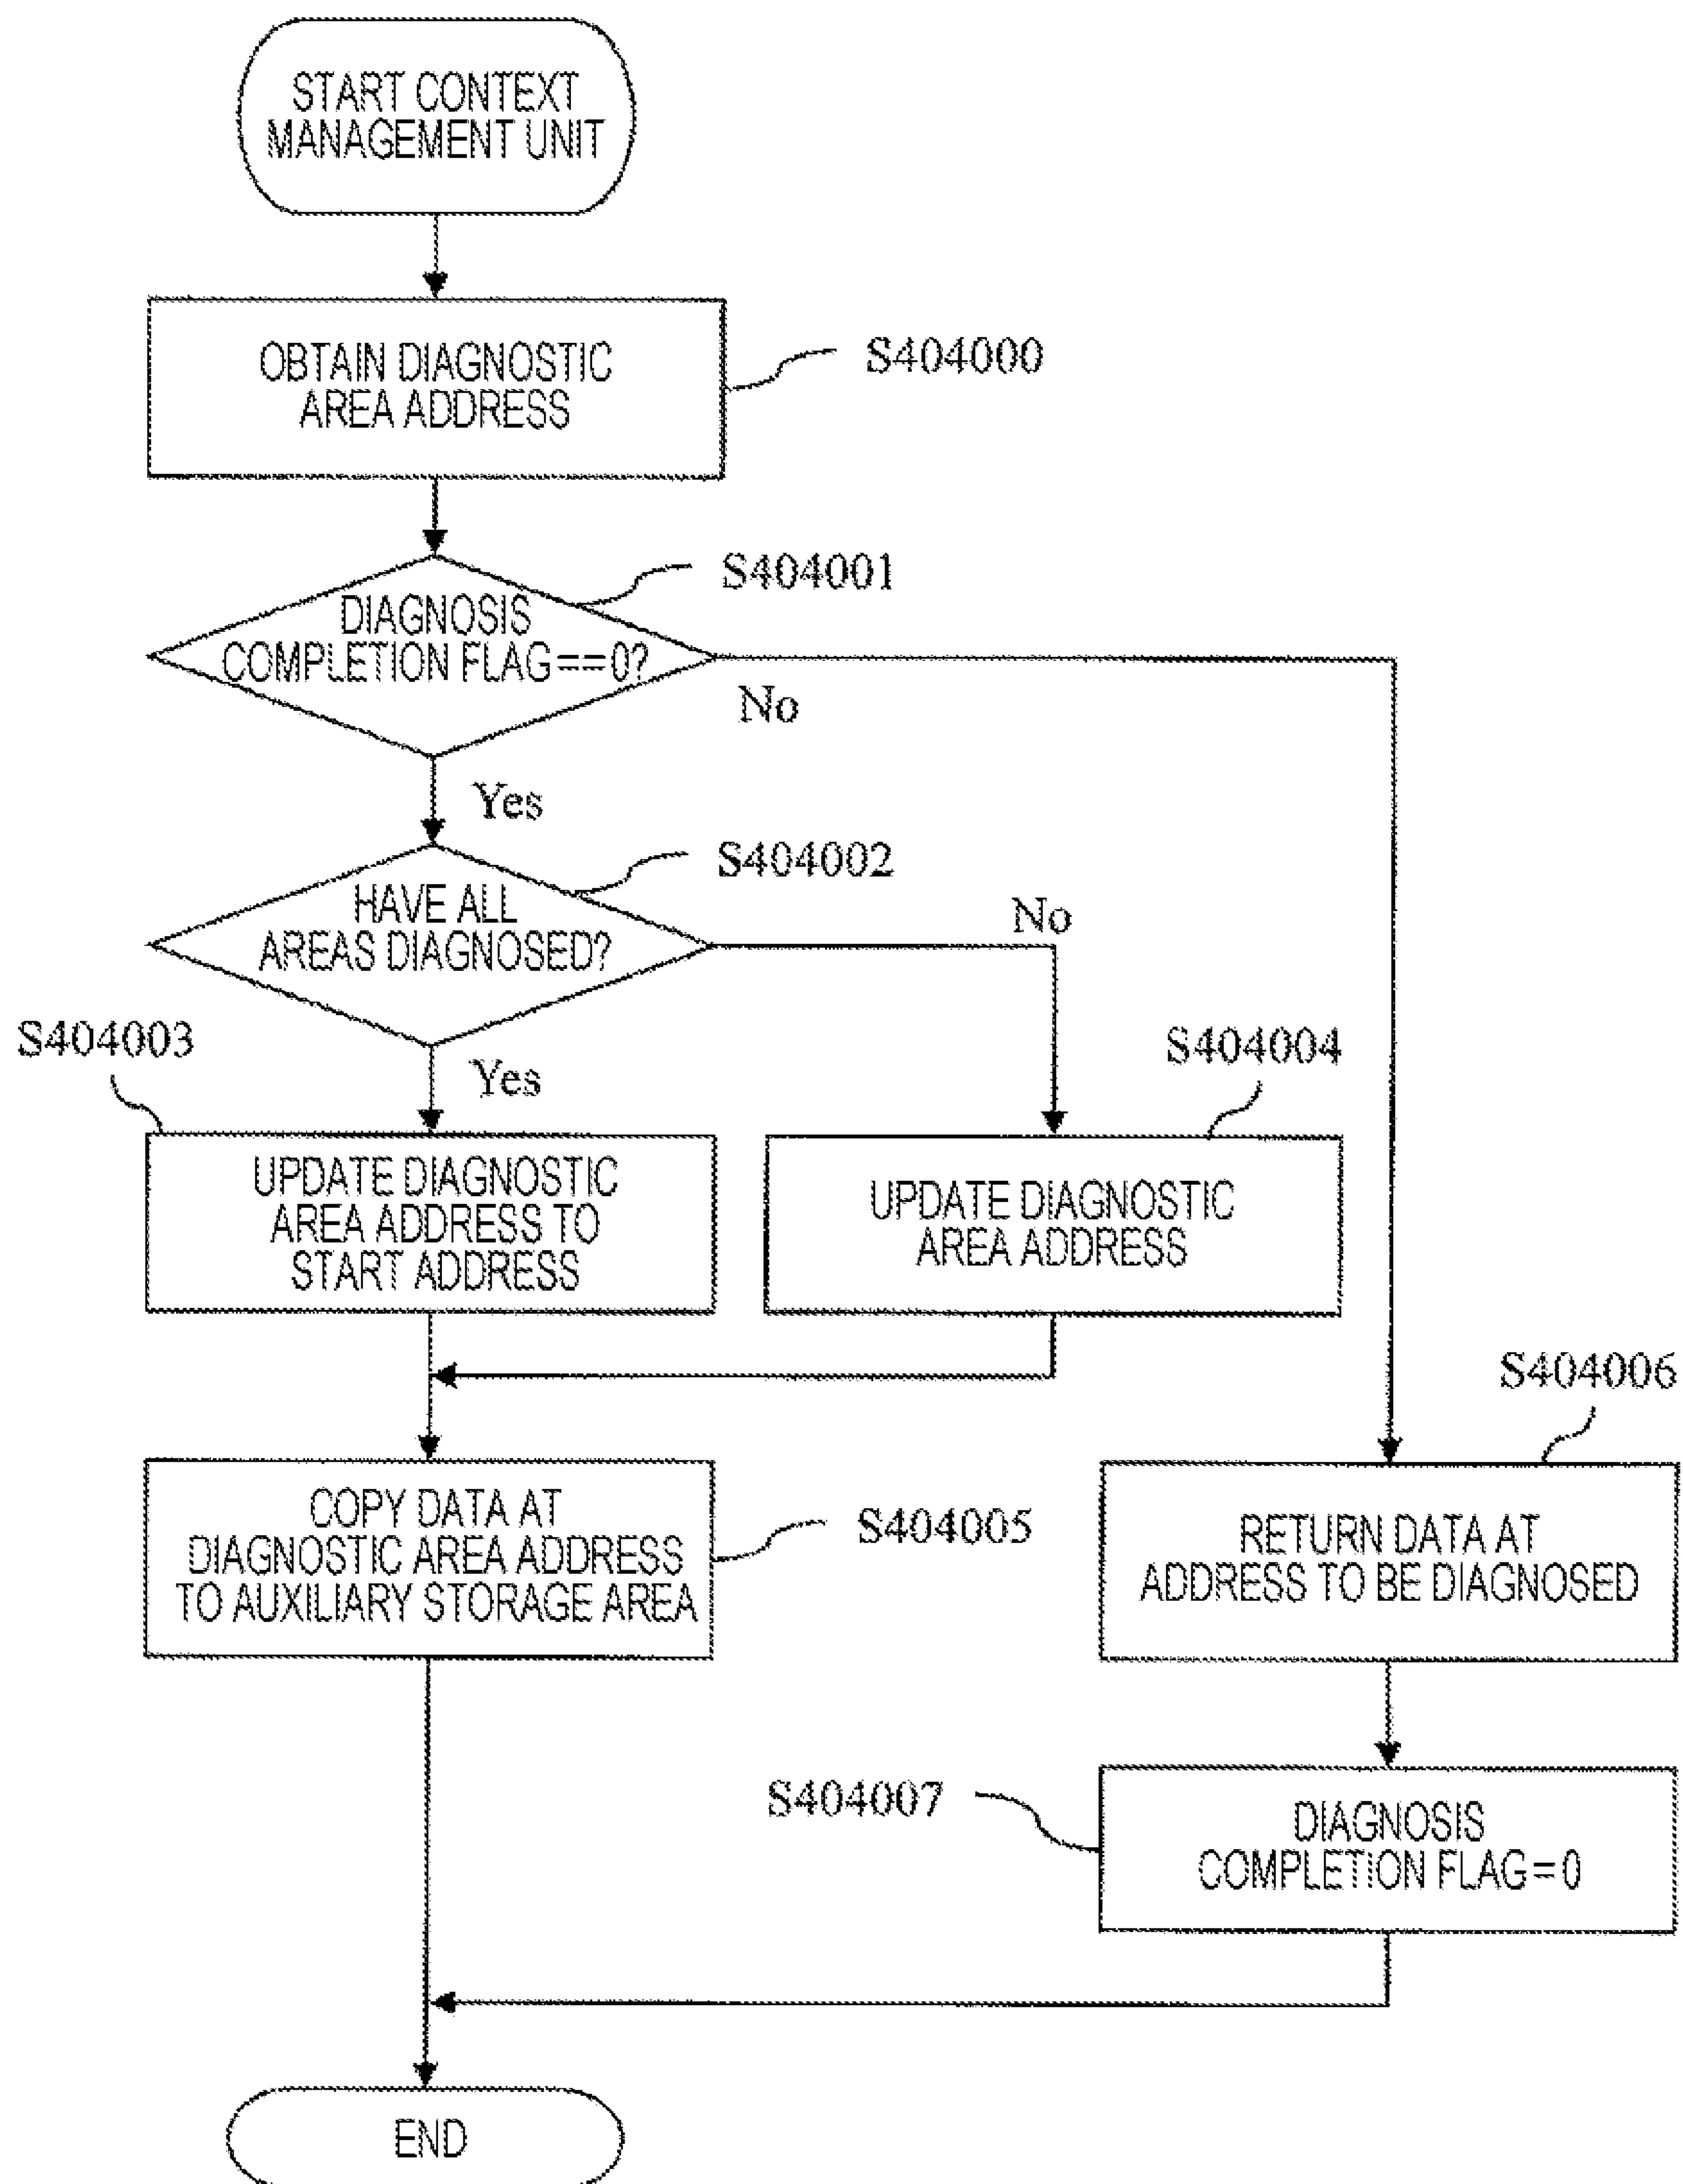 START CONTEXT
MANAGEMENT UNIT
OBTAIN DIAGNOSTIC
AREA ADDRESS
S404000
S404001
DIAGNOSIS
COMPLETION FLAG==0?
No
Yes
S404002
HAVE ALL
AREAS DIAGNOSED?
No
S404003
Yes
S404004
UPDATE DIAGNOSTIC
AREA ADDRESS TO
START ADDRESS
UPDATE DIAGNOSTIC
AREA ADDRESS
S404006
COPY DATA AT
DIAGNOSTIC AREA ADDRESS
TO AUXILIARY STORAGE AREA
S404005
RETURN DATA AT
ADDRESS TO BE DIAGNOSED
S404007
DIAGNOSIS
COMPLETION FLAG=0
END